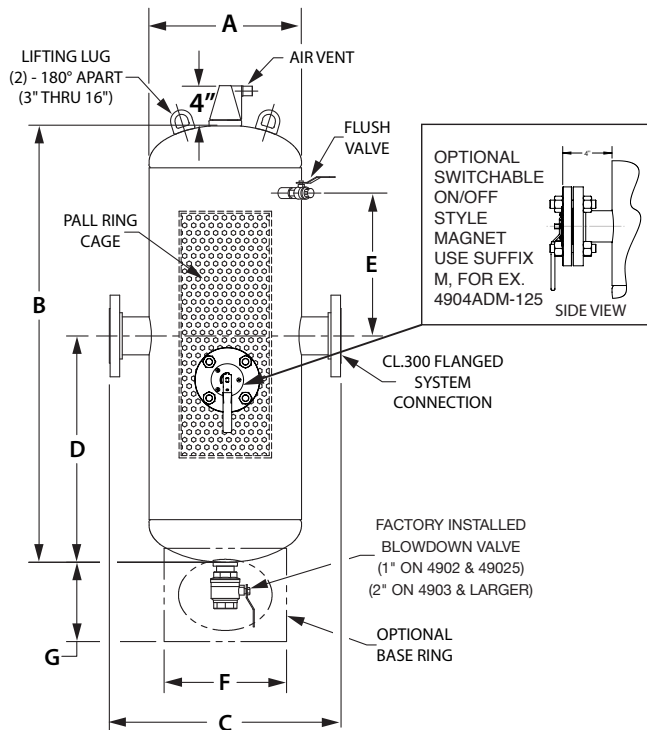 A
LIFTING LUG
(2) - 180° APART
(3" THRU 16")
AIR VENT
4”
FLUSH
VALVE
OPTIONAL
SWITCHABLE
ON/OFF
STYLE
MAGNET
USE SUFFIX
M, FOR EX.
4904ADM-125
4"
SIDE VIEW
PALL RING
CAGE
E
B
CL.300 FLANGED
SYSTEM
CONNECTION
D
FACTORY INSTALLED
BLOWDOWN VALVE
(1" ON 4902 & 49025)
(2" ON 4903 & LARGER)
OPTIONAL
BASE RING
G
F
C